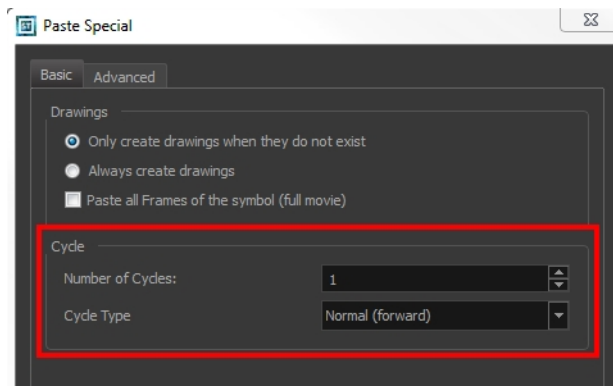 Paste Special
Basic Advanced
Drawings
Only create drawings when they do not exist
Always create drawings
Paste all Frames of the symbol (full movie)
Cycle
Number of Cycles: 1
Cycle Type Normal (forward)